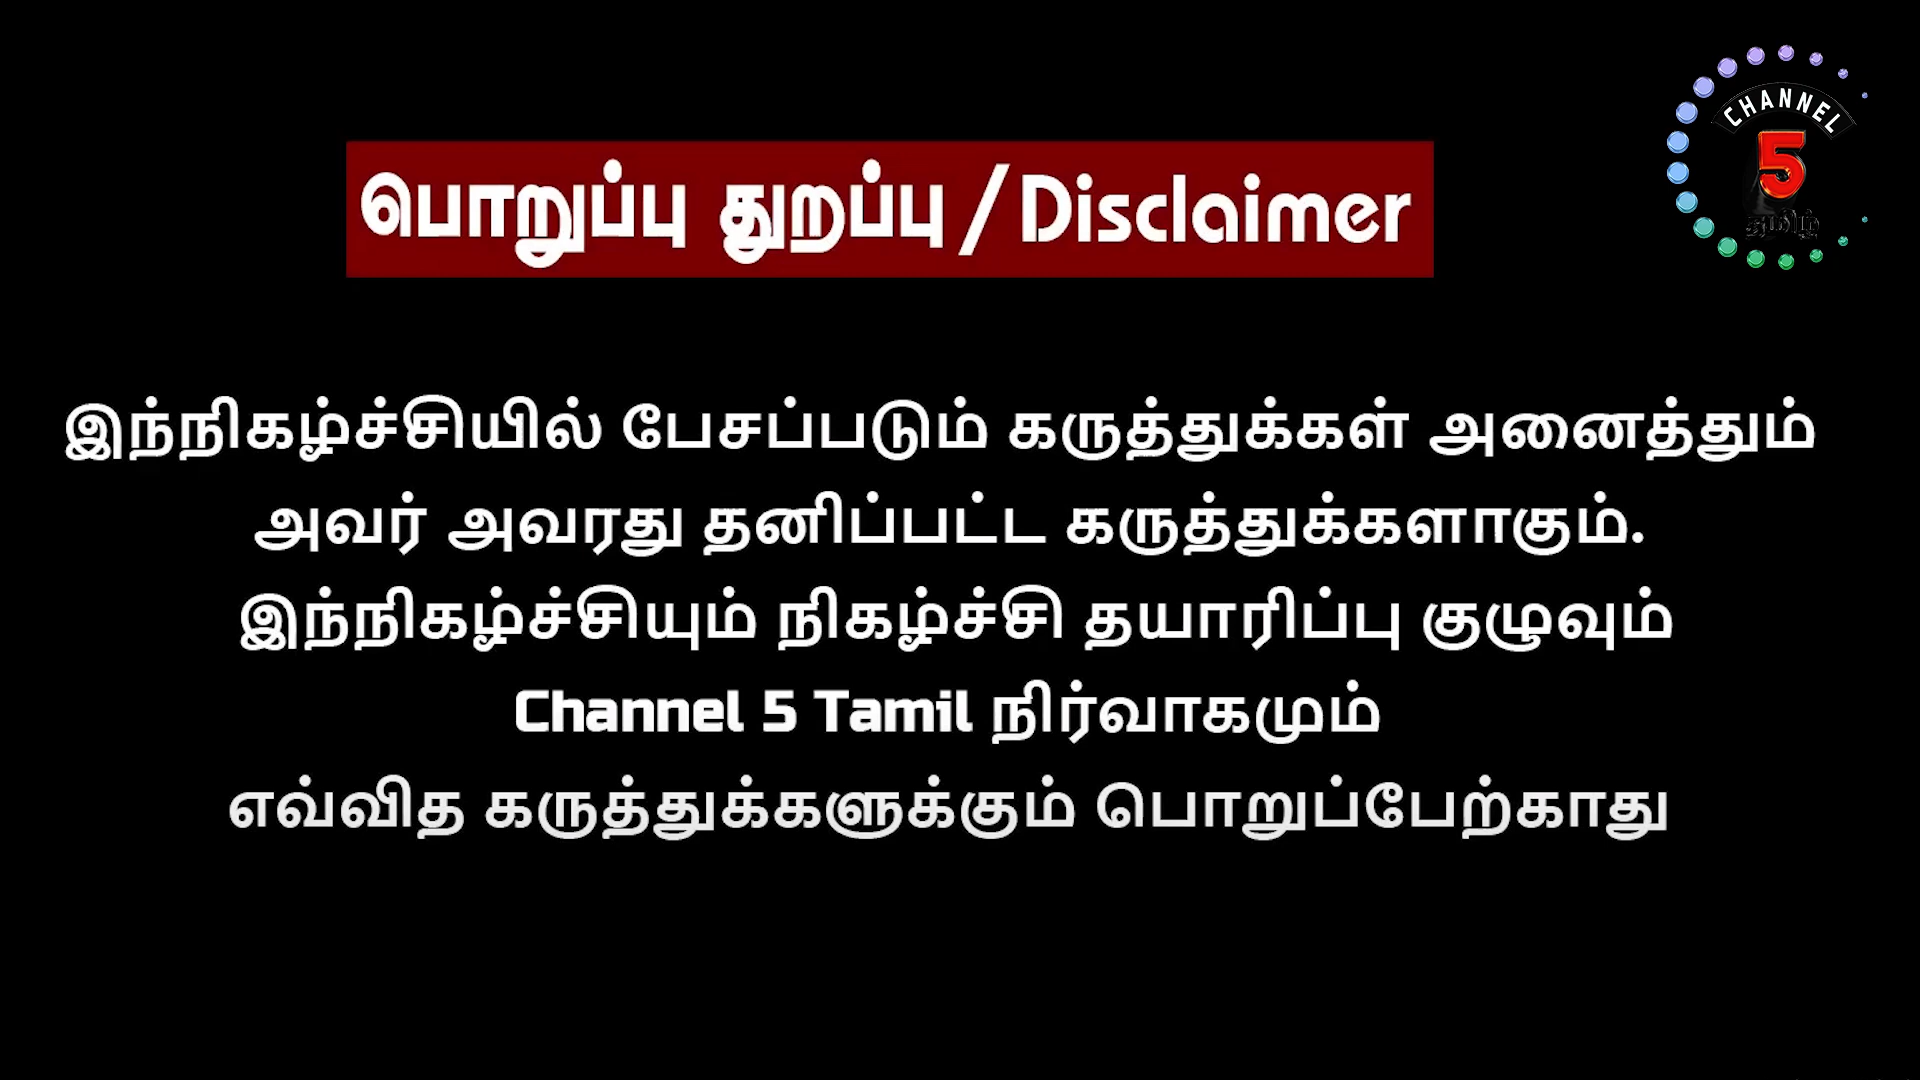 CHANNEL
5
தமிழ்
பொறுப்பு துறப்பு / Disclaimer
இந்நிகழ்ச்சியில் பேசப்படும் கருத்துக்கள் அனைத்தும்
அவர் அவரது தனிப்பட்ட கருத்துக்களாகும்.
இந்நிகழ்ச்சியும் நிகழ்ச்சி தயாரிப்பு குழுவும்
Channel 5 Tamil நிர்வாகமும்
எவ்வித கருத்துக்களுக்கும் பொறுப்பேற்காது